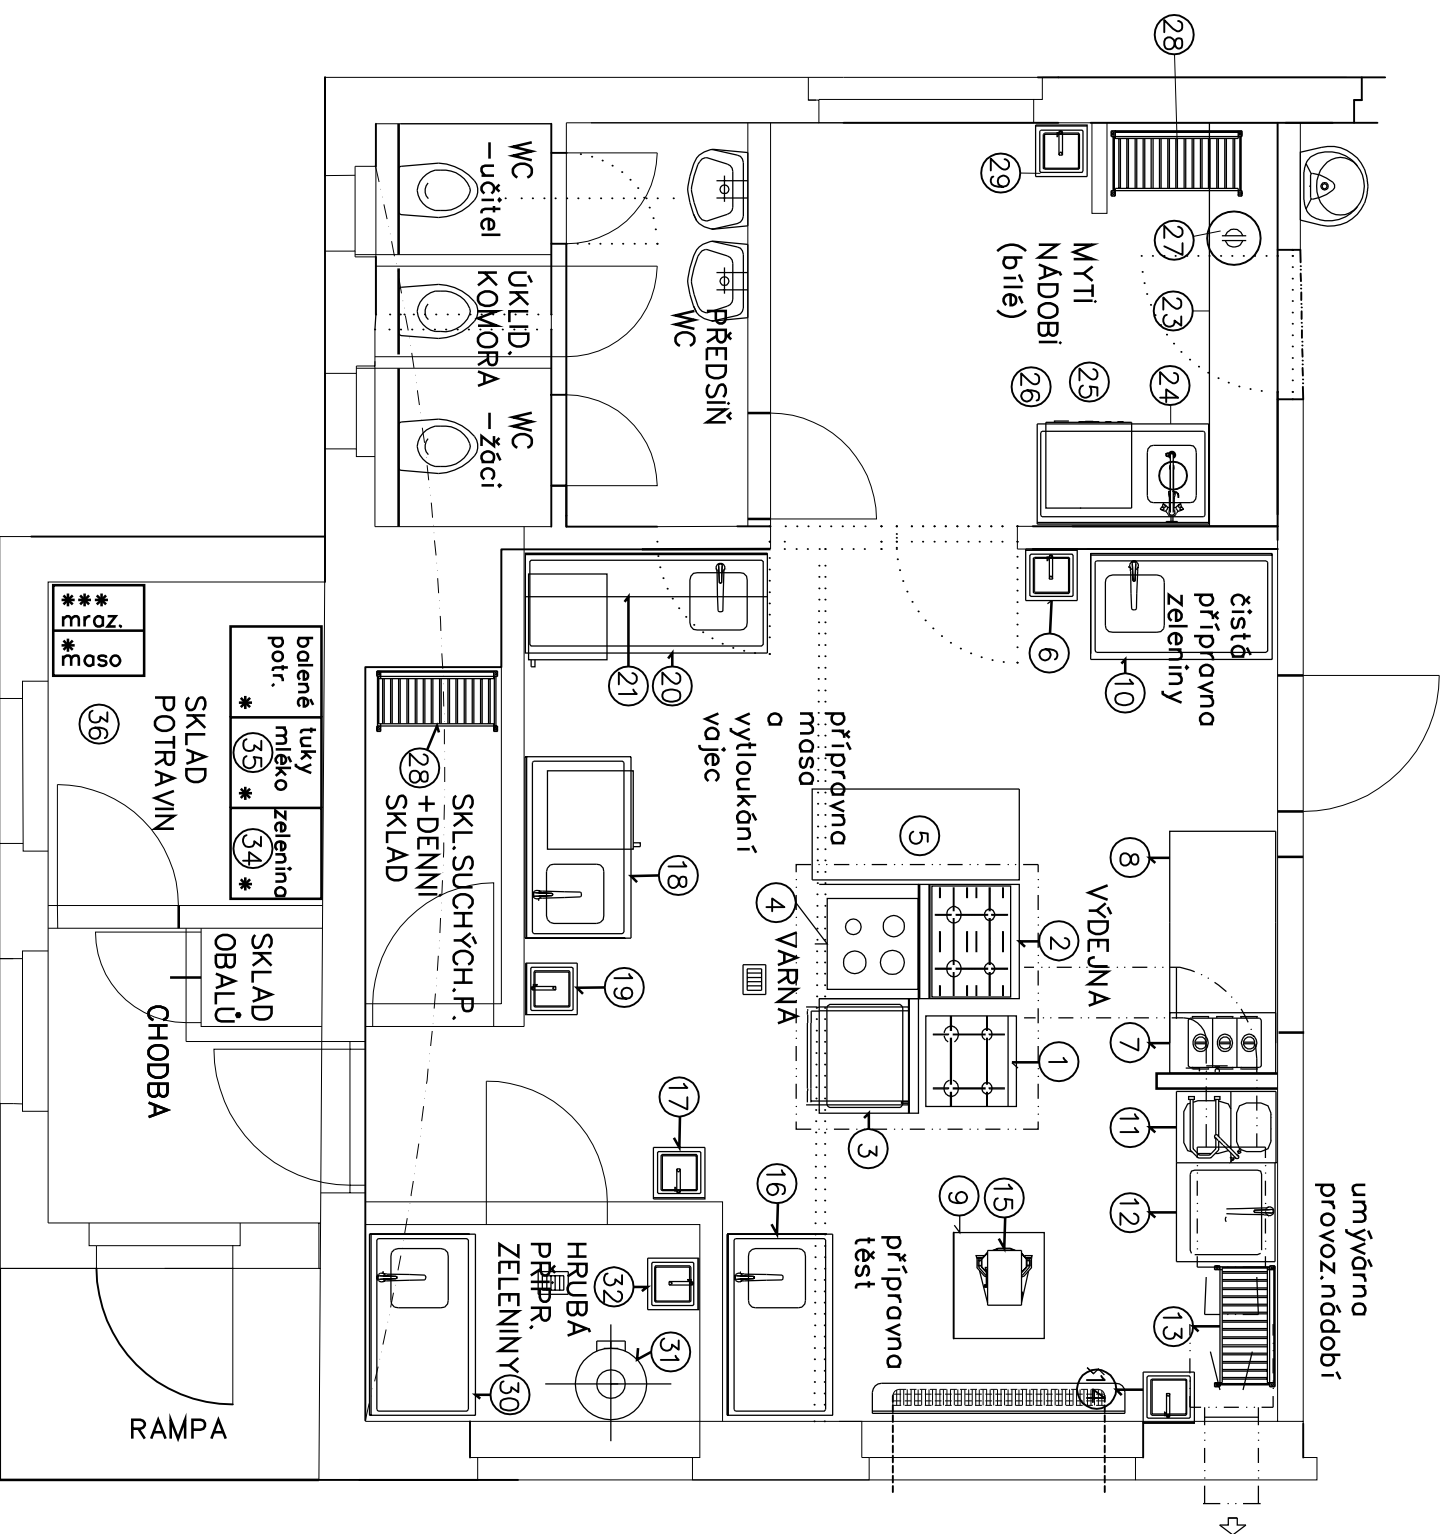 28
29
27
23
24
25
26
MYTÍ
NÁDOBÍ
(bílé)
WC
-učitel
ÚKLID.
KOMORA
WC
-žáci
PŘEDSÍŇ
WC
čistá
přípravna
zeleniny
6
10
20
21
přípravna
masa
a
vytloukání
vajec
***
mraz.
*
maso
balené
potr.
*
tuky
mléko
35
*
zelenina
34
*
SKLAD
POTRAVIN
36
28
SKL.SUCHÝCH.P.
+DENNI
SKLAD
18
19
5
4
2
VARNA
VÝDEJNA
8
7
1
3
11
12
13
14
9
15
16
17
SKLAD
OBALŮ
CHODBA
umývárna
provoz.nádobí
přípravna
těst
HRUBÁ
PŘÍPR.
ZELENINY
32
31
30
RAMPA